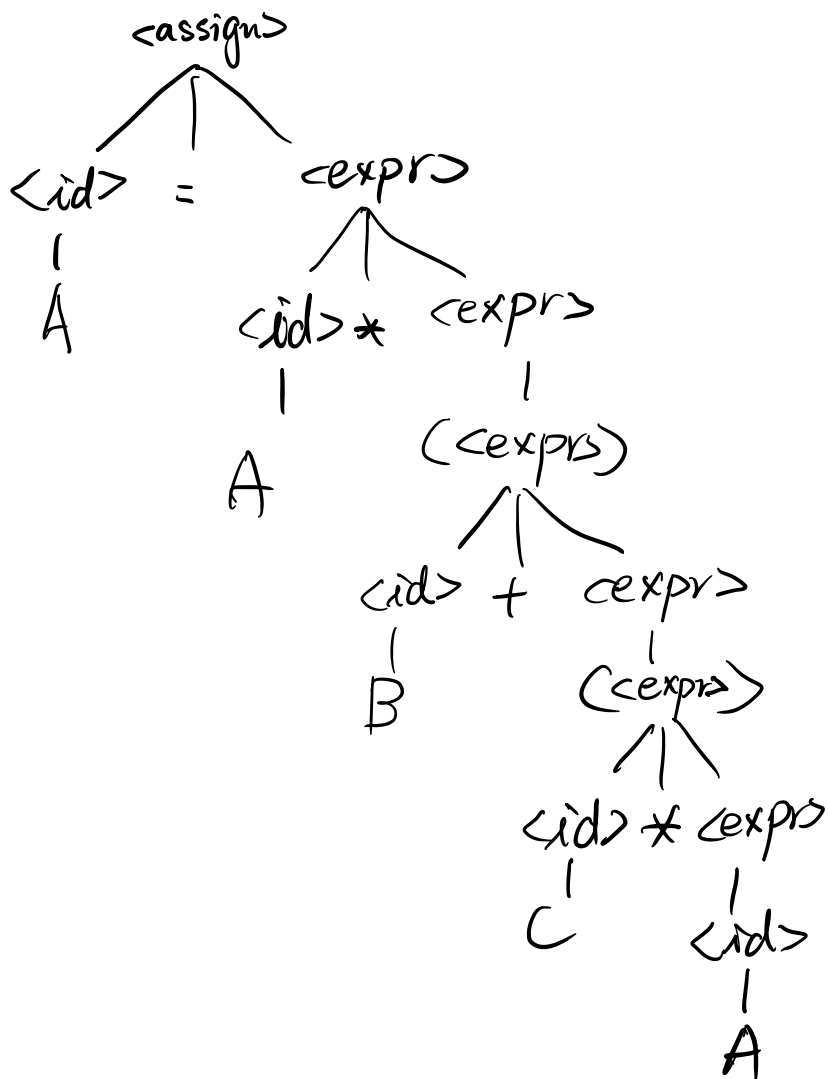 <assign>
<id> = <expr>
A
<id> * <expr>
A
(<expr>)
<id> + <expr>
B
(<expr>)
<id> * <expr>
C
<id>
A